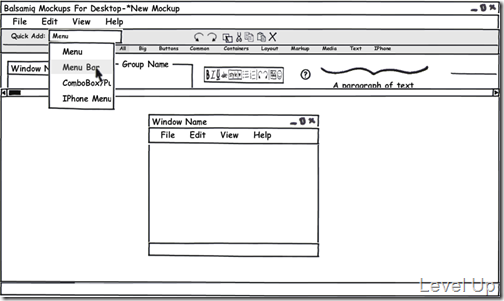 Balsamiq Mockups For Desktop-*New Mockup
File Edit View Help
Quick Add: Menu
All Big Buttons Common Containers Layout Markup Media Text iPhone
Menu
Menu Bar
ComboBox/Pu
IPhone Menu
Window N
Group Name
B I U
A paragraph of text
Window Name
File Edit View Help
Level Up